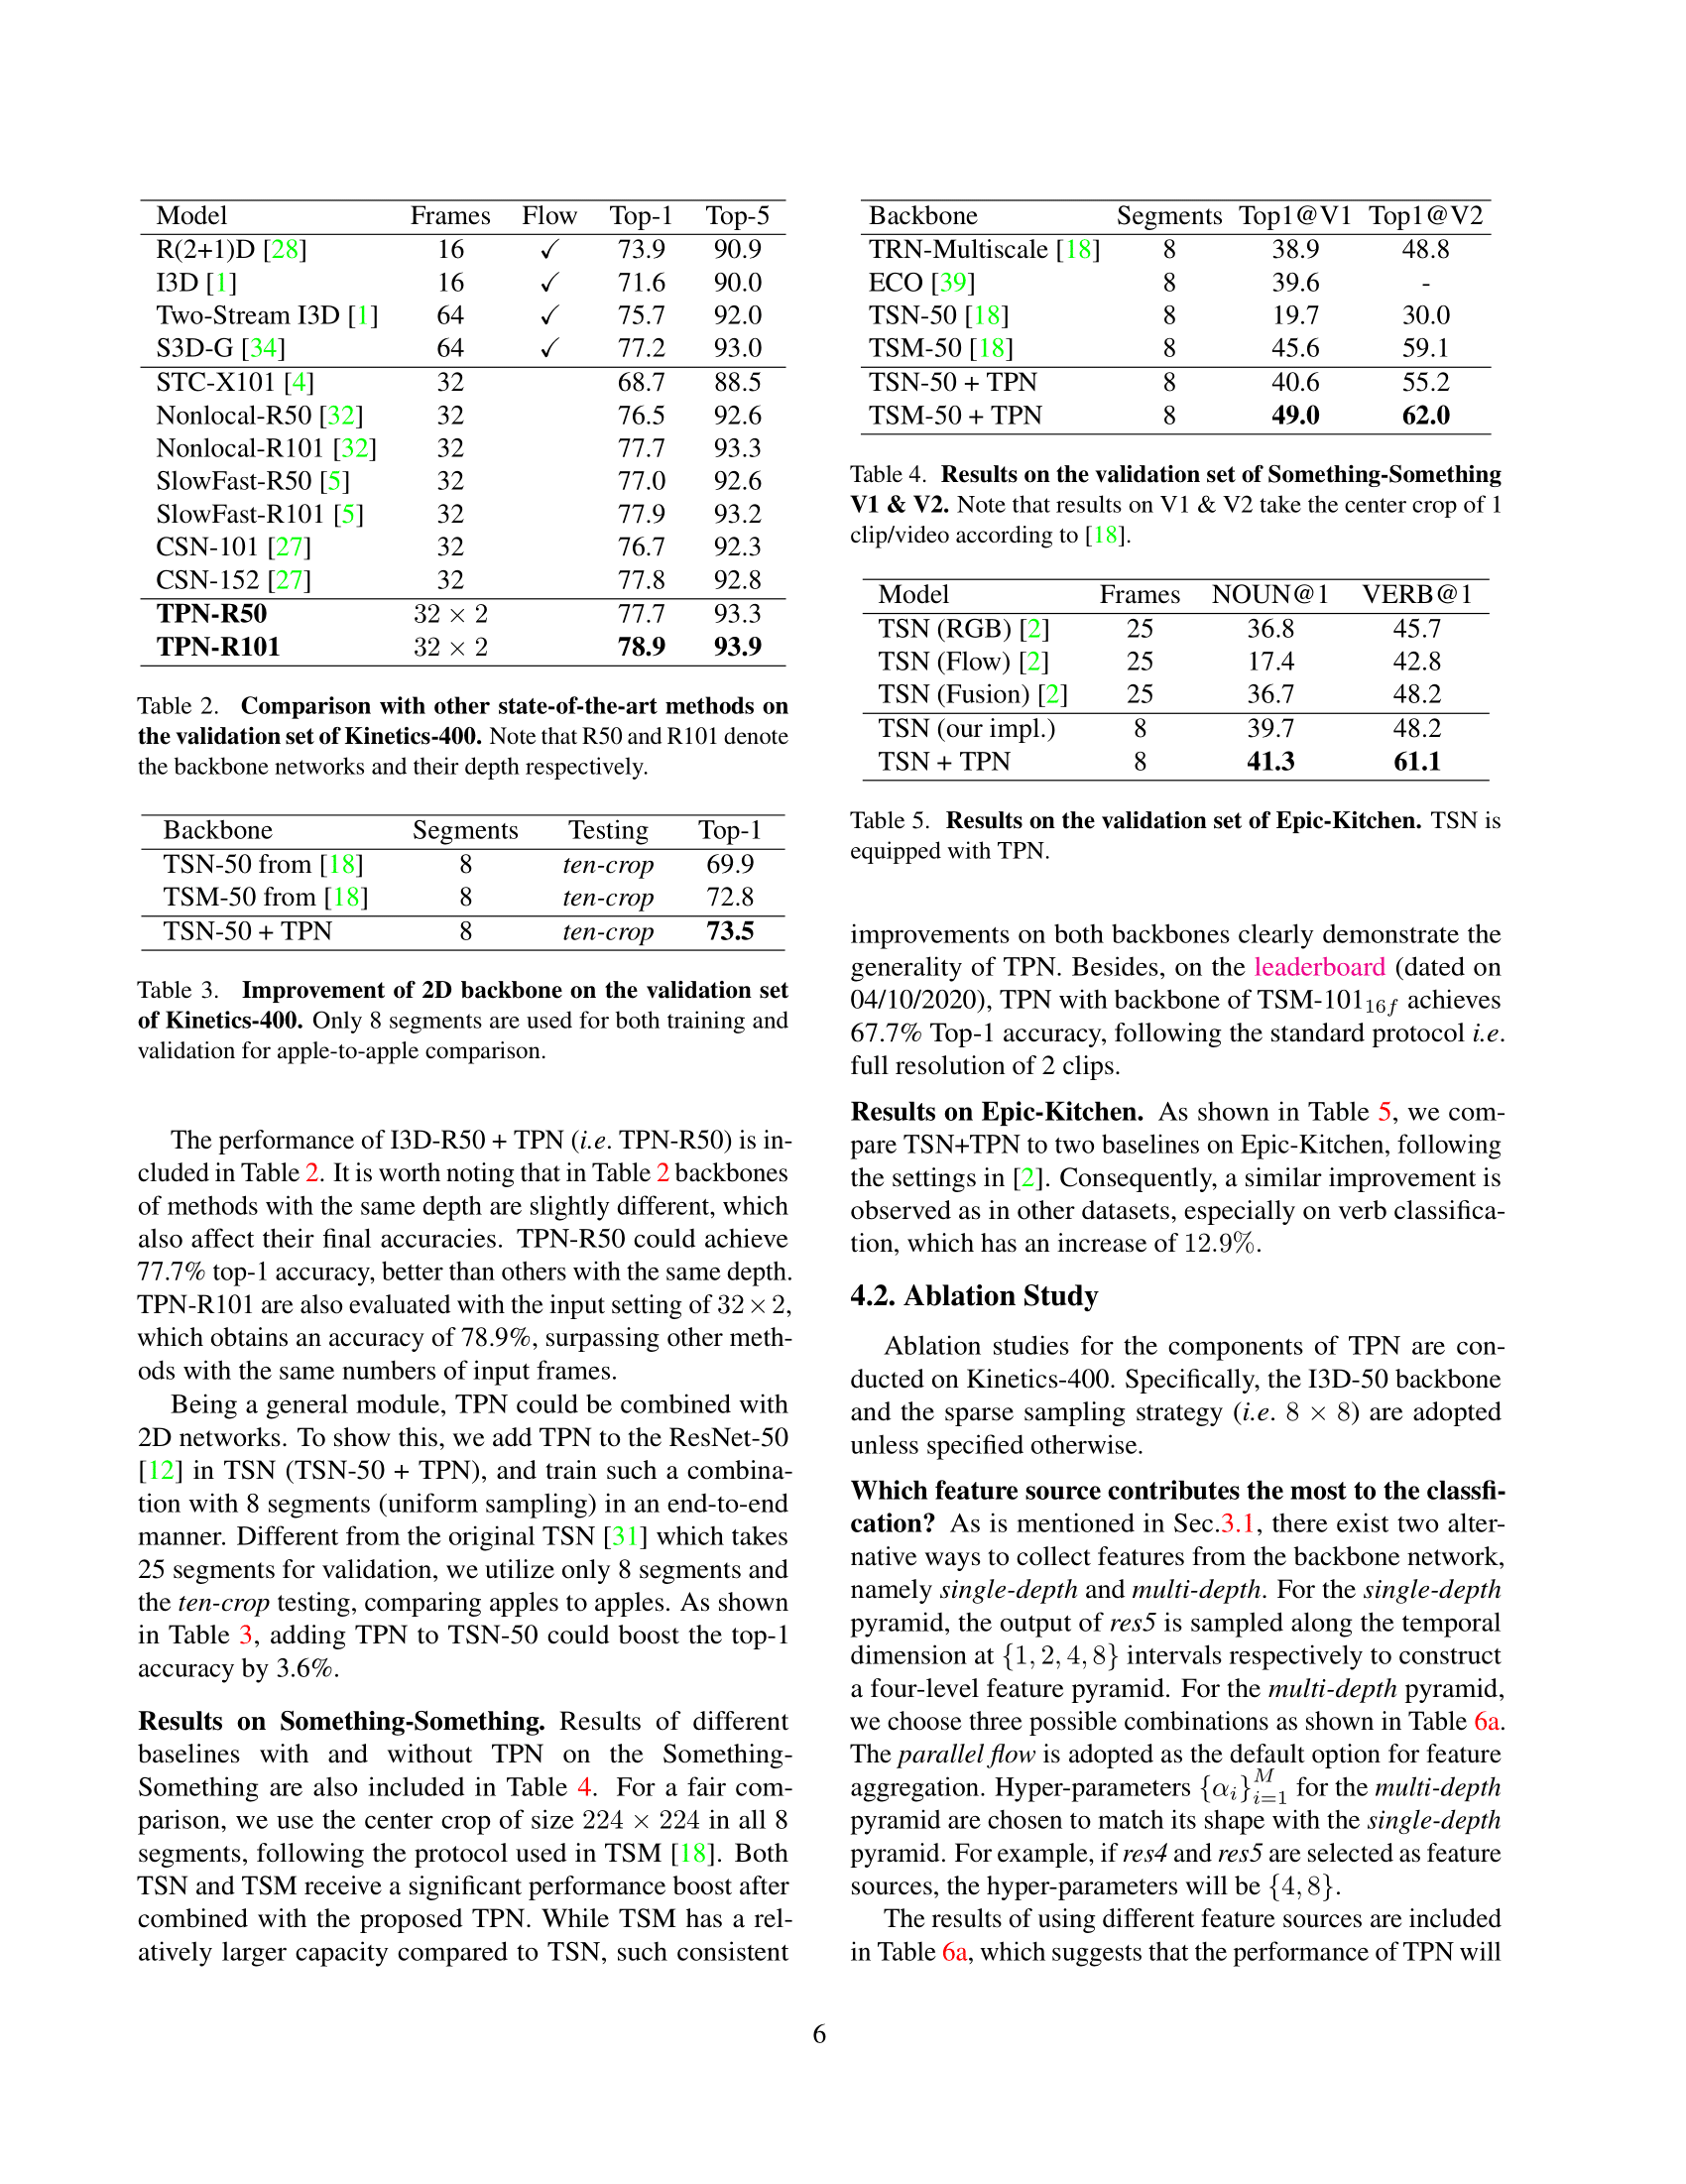 Model Frames Flow Top-1 Top-5
R(2+1)D [28] 16 ✓ 73.9 90.9
I3D [1] 16 ✓ 71.6 90.0
Two-Stream I3D [1] 64 ✓ 75.7 92.0
S3D-G [34] 64 ✓ 77.2 93.0
STC-X101 [4] 32 68.7 88.5
Nonlocal-R50 [32] 32 76.5 92.6
Nonlocal-R101 [32] 32 77.7 93.3
SlowFast-R50 [5] 32 77.0 92.6
SlowFast-R101 [5] 32 77.9 93.2
CSN-101 [27] 32 76.7 92.3
CSN-152 [27] 32 77.8 92.8
TPN-R50 32 × 2 77.7 93.3
TPN-R101 32 × 2 78.9 93.9
Table 2. Comparison with other state-of-the-art methods on
the validation set of Kinetics-400. Note that R50 and R101 denote
the backbone networks and their depth respectively.
Backbone Segments Testing Top-1
TSN-50 from [18] 8 ten-crop 69.9
TSM-50 from [18] 8 ten-crop 72.8
TSN-50 + TPN 8 ten-crop 73.5
Table 3. Improvement of 2D backbone on the validation set
of Kinetics-400. Only 8 segments are used for both training and
validation for apple-to-apple comparison.
The performance of I3D-R50 + TPN (i.e. TPN-R50) is in-
cluded in Table 2. It is worth noting that in Table 2 backbones
of methods with the same depth are slightly different, which
also affect their final accuracies. TPN-R50 could achieve
77.7% top-1 accuracy, better than others with the same depth.
TPN-R101 are also evaluated with the input setting of 32 × 2,
which obtains an accuracy of 78.9%, surpassing other meth-
ods with the same numbers of input frames.
Being a general module, TPN could be combined with
2D networks. To show this, we add TPN to the ResNet-50
[12] in TSN (TSN-50 + TPN), and train such a combina-
tion with 8 segments (uniform sampling) in an end-to-end
manner. Different from the original TSN [31] which takes
25 segments for validation, we utilize only 8 segments and
the ten-crop testing, comparing apples to apples. As shown
in Table 3, adding TPN to TSN-50 could boost the top-1
accuracy by 3.6%.
Results on Something-Something. Results of different
baselines with and without TPN on the Something-
Something are also included in Table 4. For a fair com-
parison, we use the center crop of size 224 × 224 in all 8
segments, following the protocol used in TSM [18]. Both
TSN and TSM receive a significant performance boost after
combined with the proposed TPN. While TSM has a rel-
atively larger capacity compared to TSN, such consistent
Backbone Segments Top1@V1 Top1@V2
TRN-Multiscale [18] 8 38.9 48.8
ECO [39] 8 39.6 -
TSN-50 [18] 8 19.7 30.0
TSM-50 [18] 8 45.6 59.1
TSN-50 + TPN 8 40.6 55.2
TSM-50 + TPN 8 49.0 62.0
Table 4. Results on the validation set of Something-Something
V1 & V2. Note that results on V1 & V2 take the center crop of 1
clip/video according to [18].
Model Frames NOUN@1 VERB@1
TSN (RGB) [2] 25 36.8 45.7
TSN (Flow) [2] 25 17.4 42.8
TSN (Fusion) [2] 25 36.7 48.2
TSN (our impl.) 8 39.7 48.2
TSN + TPN 8 41.3 61.1
Table 5. Results on the validation set of Epic-Kitchen. TSN is
equipped with TPN.
improvements on both backbones clearly demonstrate the
generality of TPN. Besides, on the leaderboard (dated on
04/10/2020), TPN with backbone of TSM-101₁₆f achieves
67.7% Top-1 accuracy, following the standard protocol i.e.
full resolution of 2 clips.
Results on Epic-Kitchen. As shown in Table 5, we com-
pare TSN+TPN to two baselines on Epic-Kitchen, following
the settings in [2]. Consequently, a similar improvement is
observed as in other datasets, especially on verb classifica-
tion, which has an increase of 12.9%.
4.2. Ablation Study
Ablation studies for the components of TPN are con-
ducted on Kinetics-400. Specifically, the I3D-50 backbone
and the sparse sampling strategy (i.e. 8 × 8) are adopted
unless specified otherwise.
Which feature source contributes the most to the classfi-
cation? As is mentioned in Sec.3.1, there exist two alter-
native ways to collect features from the backbone network,
namely single-depth and multi-depth. For the single-depth
pyramid, the output of res5 is sampled along the temporal
dimension at {1, 2, 4, 8} intervals respectively to construct
a four-level feature pyramid. For the multi-depth pyramid,
we choose three possible combinations as shown in Table 6a.
The parallel flow is adopted as the default option for feature
aggregation. Hyper-parameters {αᵢ}ᴹᵢ₌₁ for the multi-depth
pyramid are chosen to match its shape with the single-depth
pyramid. For example, if res4 and res5 are selected as feature
sources, the hyper-parameters will be {4, 8}.
The results of using different feature sources are included
in Table 6a, which suggests that the performance of TPN will
6